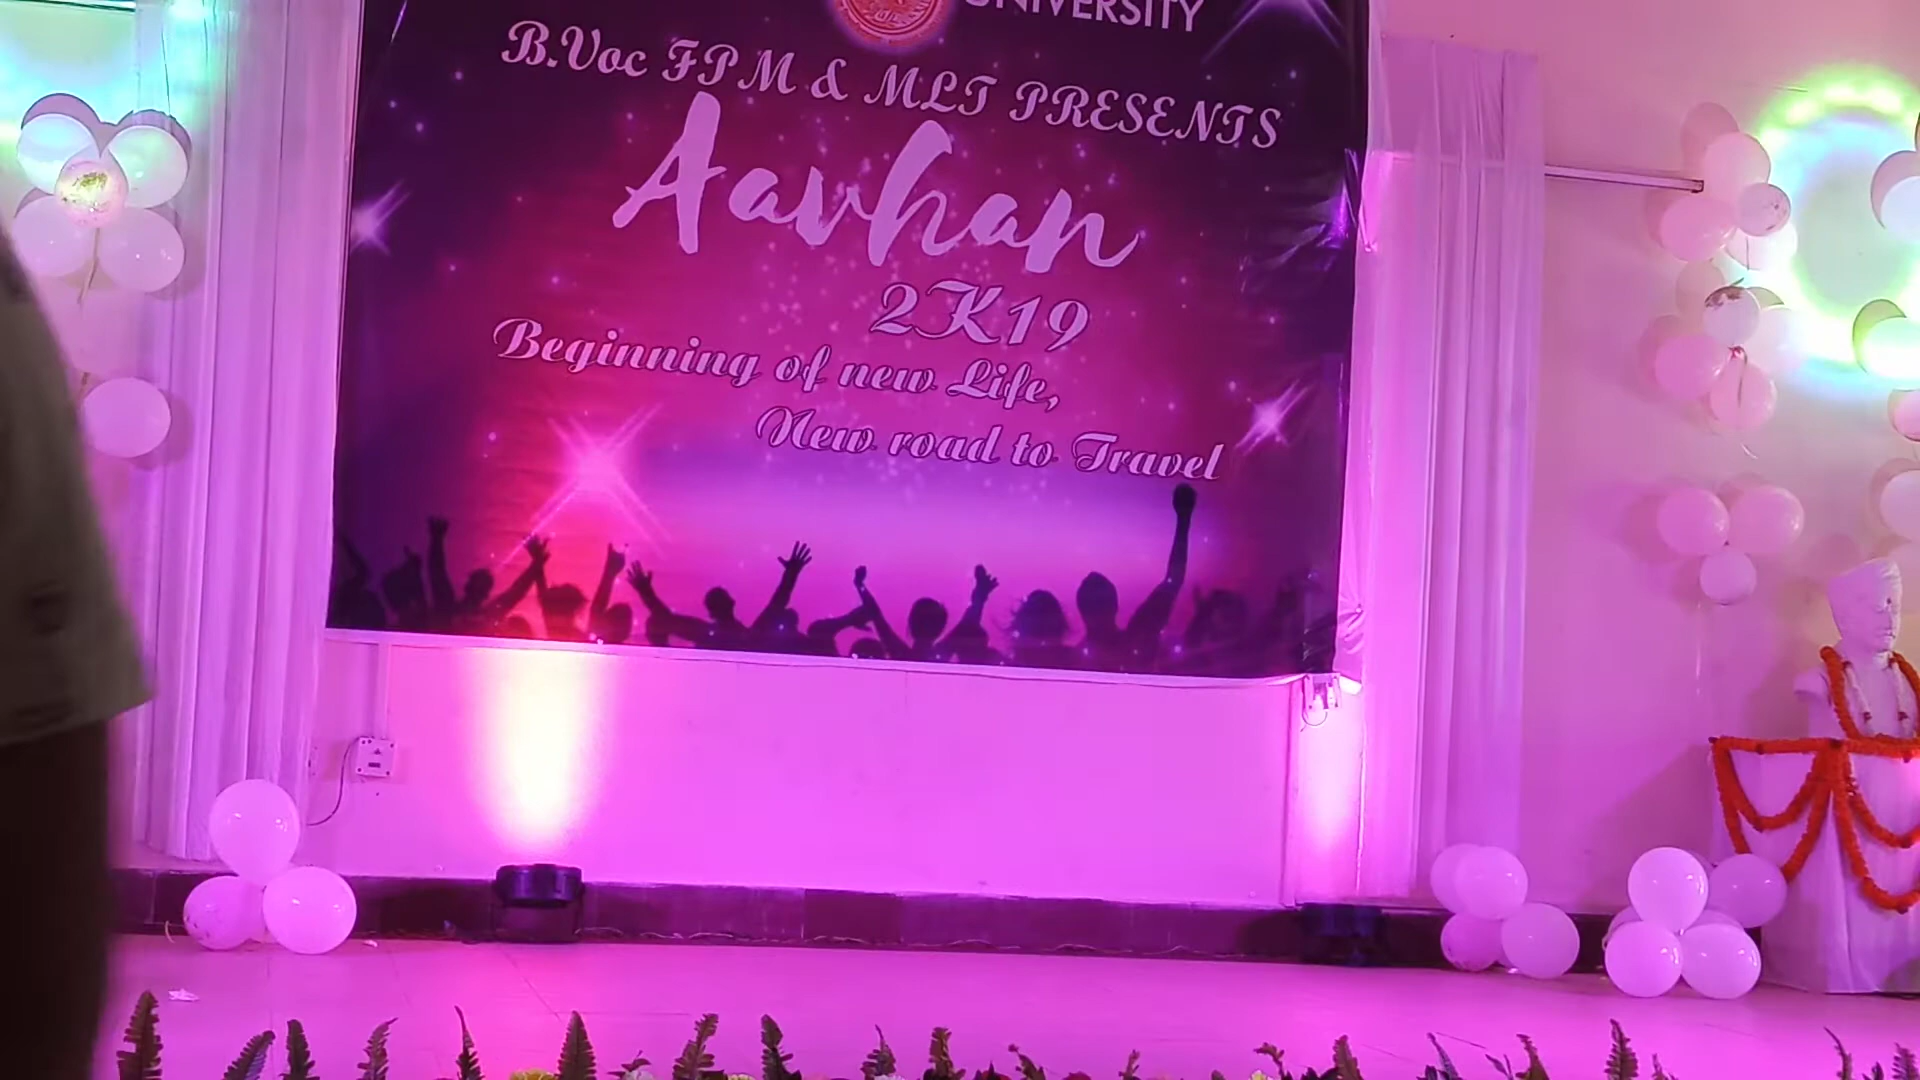 UNIVERSITY
B.Voc FPM & MLT PRESENTS
Aavhan
2K19
Beginning of new Life,
New road to Travel